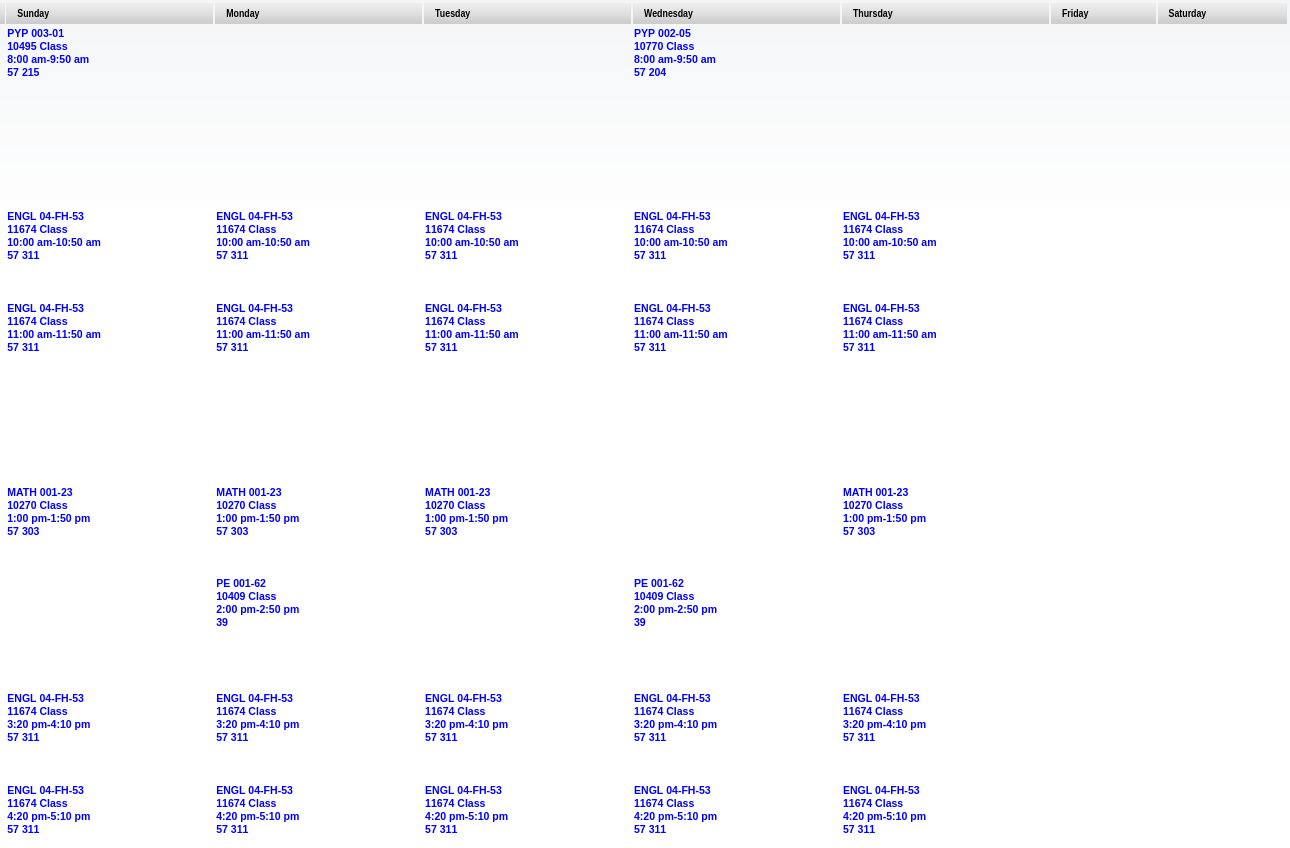 Sunday Monday Tuesday Wednesday Thursday Friday Saturday
PYP 003-01 PYP 002-05
10495 Class 10770 Class
8:00 am-9:50 am 8:00 am-9:50 am
57 215 57 204
ENGL 04-FH-53 ENGL 04-FH-53 ENGL 04-FH-53 ENGL 04-FH-53 ENGL 04-FH-53
11674 Class 11674 Class 11674 Class 11674 Class 11674 Class
10:00 am-10:50 am 10:00 am-10:50 am 10:00 am-10:50 am 10:00 am-10:50 am 10:00 am-10:50 am
57 311 57 311 57 311 57 311 57 311
ENGL 04-FH-53 ENGL 04-FH-53 ENGL 04-FH-53 ENGL 04-FH-53 ENGL 04-FH-53
11674 Class 11674 Class 11674 Class 11674 Class 11674 Class
11:00 am-11:50 am 11:00 am-11:50 am 11:00 am-11:50 am 11:00 am-11:50 am 11:00 am-11:50 am
57 311 57 311 57 311 57 311 57 311
MATH 001-23 MATH 001-23 MATH 001-23 MATH 001-23
10270 Class 10270 Class 10270 Class 10270 Class
1:00 pm-1:50 pm 1:00 pm-1:50 pm 1:00 pm-1:50 pm 1:00 pm-1:50 pm
57 303 57 303 57 303 57 303
PE 001-62 PE 001-62
10409 Class 10409 Class
2:00 pm-2:50 pm 2:00 pm-2:50 pm
39 39
ENGL 04-FH-53 ENGL 04-FH-53 ENGL 04-FH-53 ENGL 04-FH-53 ENGL 04-FH-53
11674 Class 11674 Class 11674 Class 11674 Class 11674 Class
3:20 pm-4:10 pm 3:20 pm-4:10 pm 3:20 pm-4:10 pm 3:20 pm-4:10 pm 3:20 pm-4:10 pm
57 311 57 311 57 311 57 311 57 311
ENGL 04-FH-53 ENGL 04-FH-53 ENGL 04-FH-53 ENGL 04-FH-53 ENGL 04-FH-53
11674 Class 11674 Class 11674 Class 11674 Class 11674 Class
4:20 pm-5:10 pm 4:20 pm-5:10 pm 4:20 pm-5:10 pm 4:20 pm-5:10 pm 4:20 pm-5:10 pm
57 311 57 311 57 311 57 311 57 311